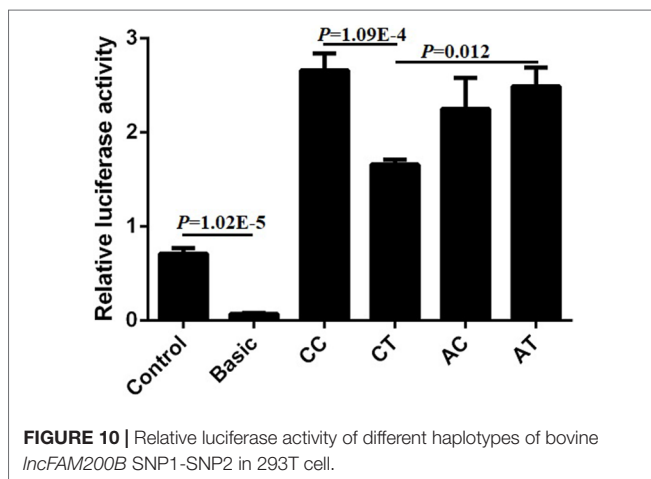 Relative luciferase activity
3
2
1
0
P=1.09E-4
P=0.012
P=1.02E-5
Control
Basic
CC
CT
AC
AT
FIGURE 10 | Relative luciferase activity of different haplotypes of bovine
lncFAM200B SNP1-SNP2 in 293T cell.